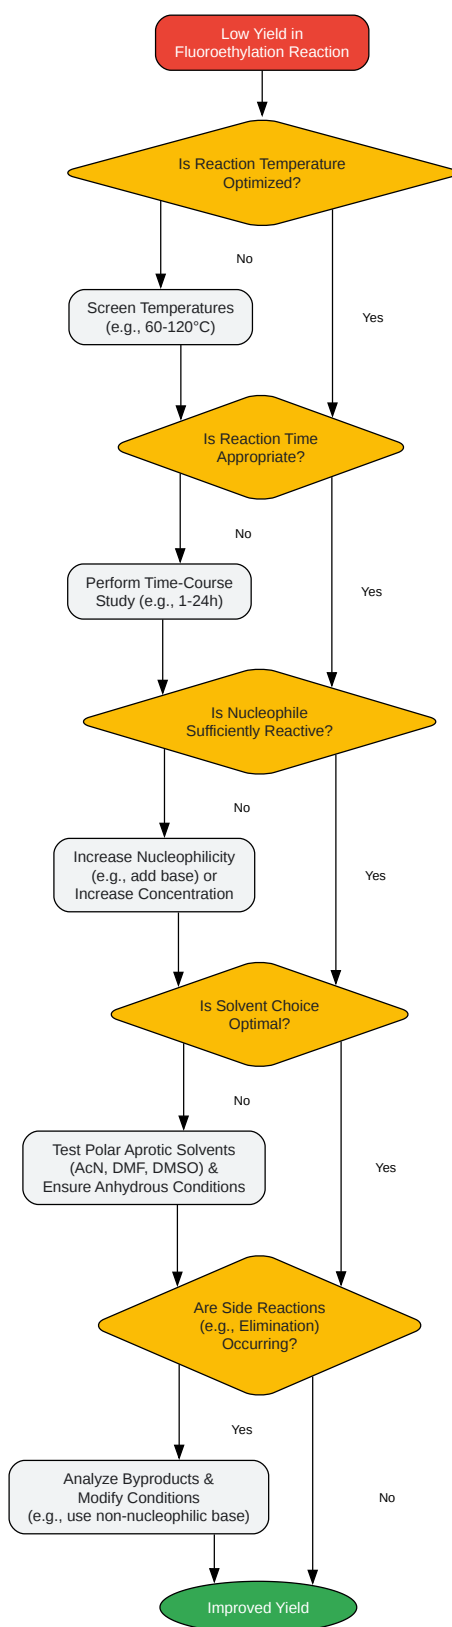 Low Yield in
Fluoroethylation Reaction
Is Reaction Temperature
Optimized?
No
Screen Temperatures
(e.g., 60-120°C)
Yes
Is Reaction Time
Appropriate?
No
Perform Time-Course
Study (e.g., 1-24h)
Yes
Is Nucleophile
Sufficiently Reactive?
No
Increase Nucleophilicity
(e.g., add base) or
Increase Concentration
Yes
Is Solvent Choice
Optimal?
No
Test Polar Aprotic Solvents
(AcN, DMF, DMSO) &
Ensure Anhydrous Conditions
Yes
Are Side Reactions
(e.g., Elimination)
Occurring?
Yes
Analyze Byproducts &
Modify Conditions
(e.g., use non-nucleophilic base)
No
Improved Yield